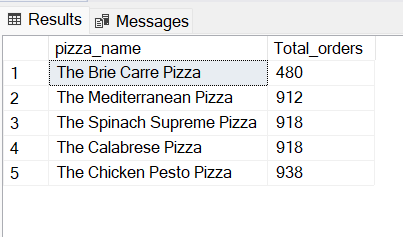 Results Messages
pizza_name Total_orders
1 The Brie Carre Pizza 480
2 The Mediterranean Pizza 912
3 The Spinach Supreme Pizza 918
4 The Calabrese Pizza 918
5 The Chicken Pesto Pizza 938